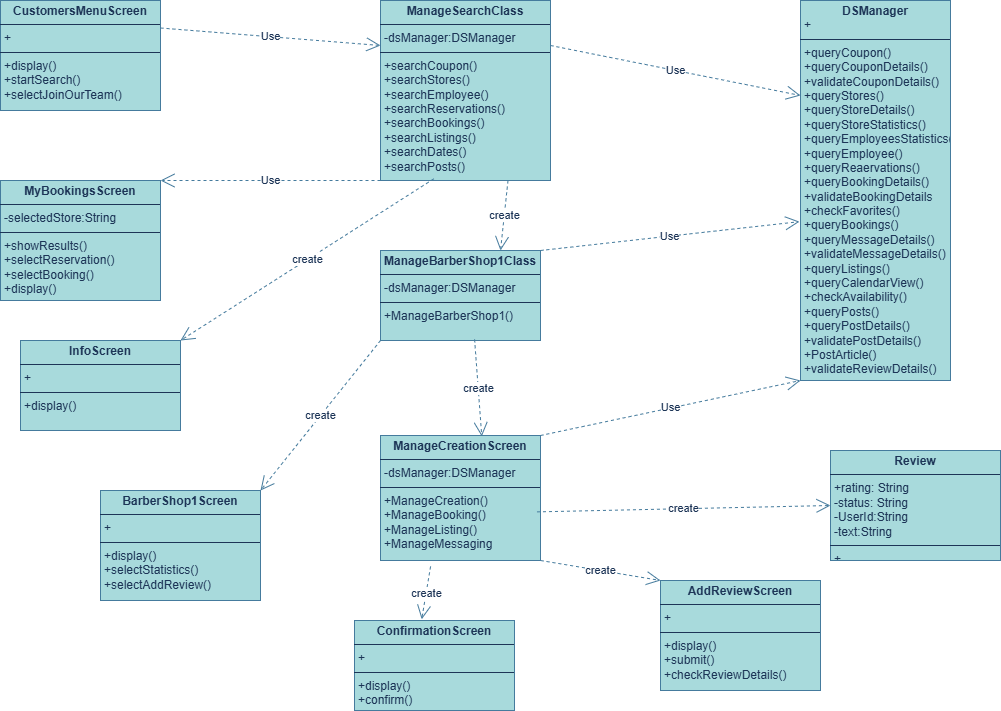 CustomersMenuScreen
+
+display()
+startSearch()
+selectJoinOurTeam()
Use
ManageSearchClass
-dsManager:DSManager
+searchCoupon()
+searchStores()
+searchEmployee()
+searchReservations()
+searchBookings()
+searchListings()
+searchDates()
+searchPosts()
Use
DSManager
+
+queryCoupon()
+queryCouponDetails()
+validateCouponDetails()
+queryStores()
+queryStoreDetails()
+queryStoreStatistics()
+queryEmployeesStatistics(
+queryEmployee()
+queryReaervations()
+queryBookingDetails()
+validateBookingDetails
+checkFavorites()
+queryBookings()
+queryMessageDetails()
+validateMessageDetails()
+queryListings()
+queryCalendarView()
+checkAvailability()
+queryPosts()
+queryPostDetails()
+validatePostDetails()
+PostArticle()
+validateReviewDetails()
Use
MyBookingsScreen
-selectedStore:String
+showResults()
+selectReservation()
+selectBooking()
+display()
create
create
ManageBarberShop1Class
-dsManager:DSManager
+ManageBarberShop1()
Use
InfoScreen
+
+display()
create
create
Use
ManageCreationScreen
-dsManager:DSManager
+ManageCreation()
+ManageBooking()
+ManageListing()
+ManageMessaging
create
Review
+rating: String
-status: String
-UserId:String
-text:String
+
BarberShop1Screen
+
+display()
+selectStatistics()
+selectAddReview()
create
create
AddReviewScreen
+
+display()
+submit()
+checkReviewDetails()
ConfirmationScreen
+
+display()
+confirm()